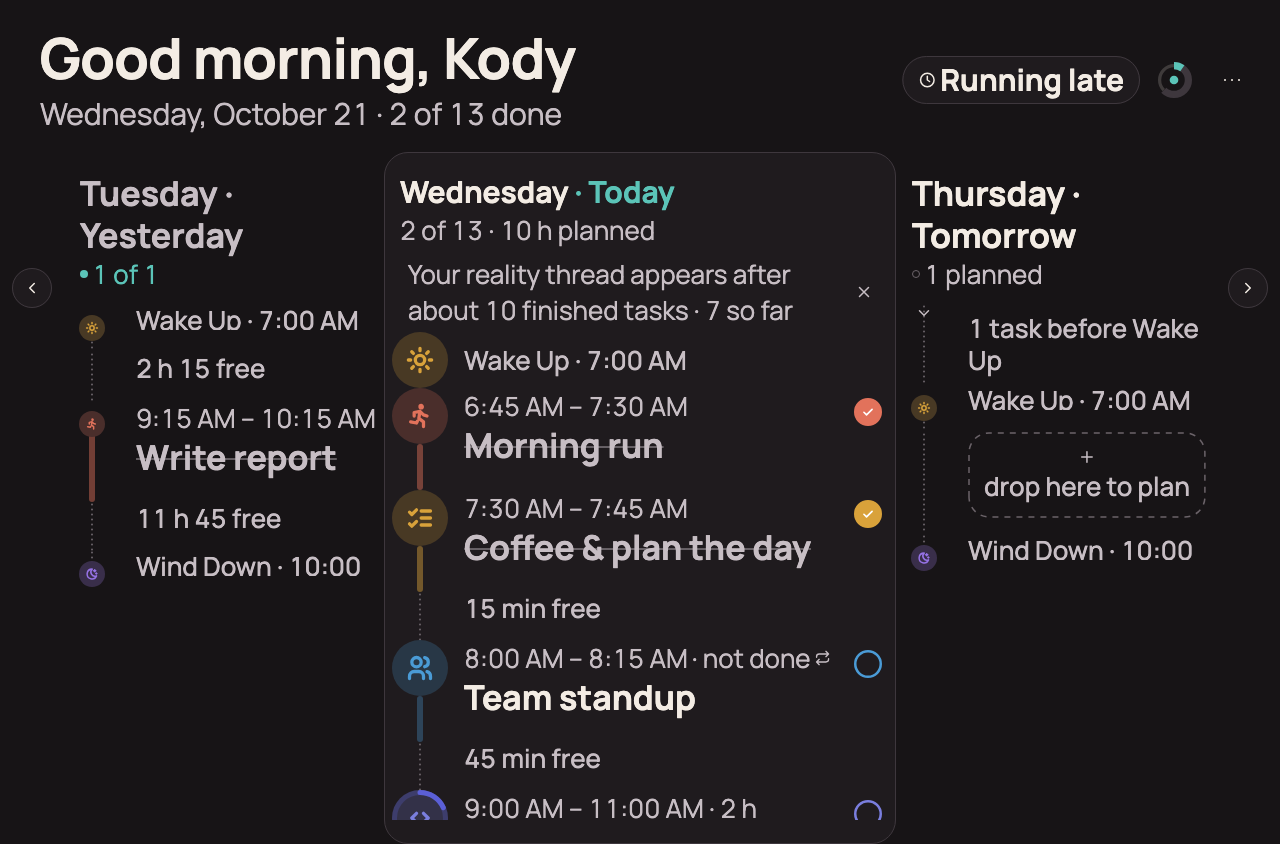 Good morning, Kody
Wednesday, October 21 · 2 of 13 done
Running late
Tuesday ·
Yesterday
1 of 1
Wake Up · 7:00 AM
2 h 15 free
9:15 AM – 10:15 AM
Write report
11 h 45 free
Wind Down · 10:00
Wednesday · Today
2 of 13 · 10 h planned
Your reality thread appears after
about 10 finished tasks · 7 so far
Wake Up · 7:00 AM
6:45 AM – 7:30 AM
Morning run
7:30 AM – 7:45 AM
Coffee & plan the day
15 min free
8:00 AM – 8:15 AM · not done
Team standup
45 min free
9:00 AM – 11:00 AM · 2 h
Thursday ·
Tomorrow
1 planned
1 task before Wake
Up
Wake Up · 7:00 AM
+
drop here to plan
Wind Down · 10:00